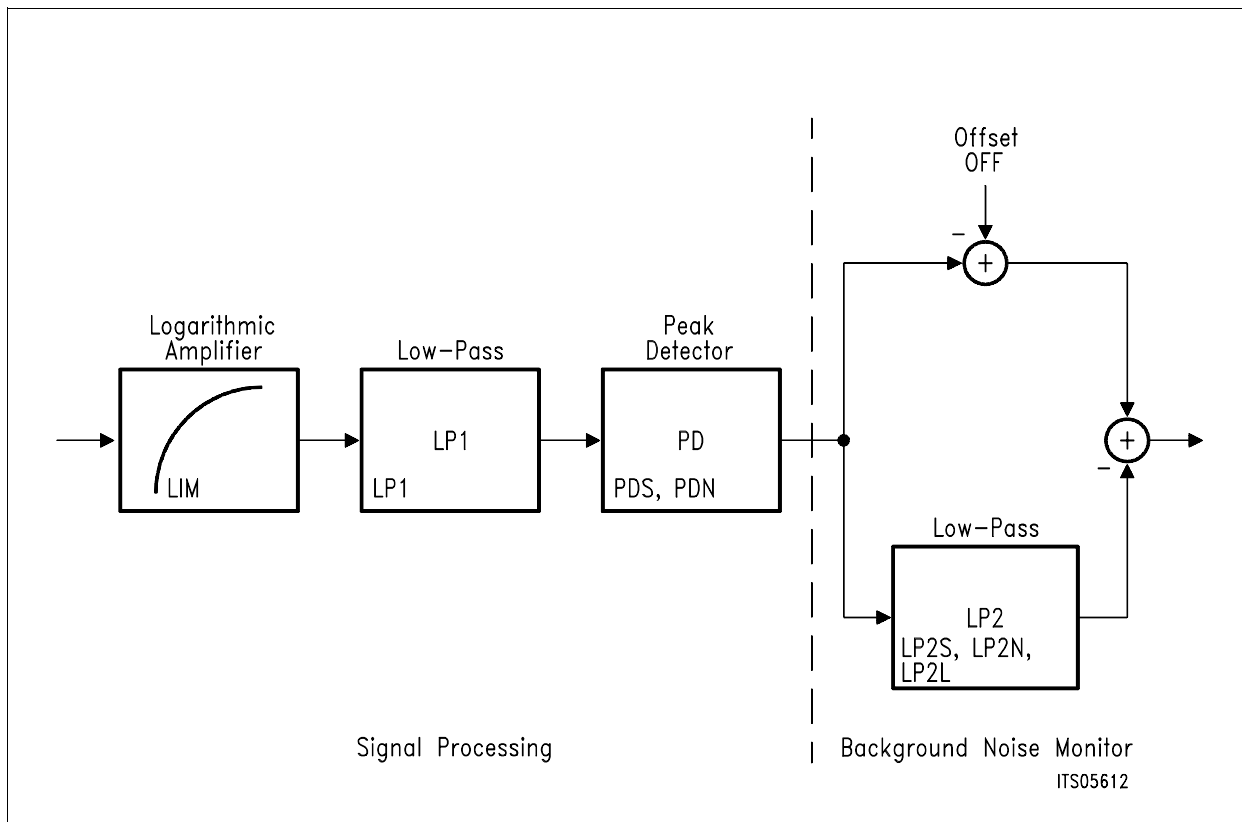 Offset
OFF
−
+
Logarithmic
Amplifier
LIM
Low-Pass
LP1
LP1
Peak
Detector
PD
PDS, PDN
+
−
Low-Pass
LP2
LP2S, LP2N,
LP2L
Signal Processing
Background Noise Monitor
ITS05612